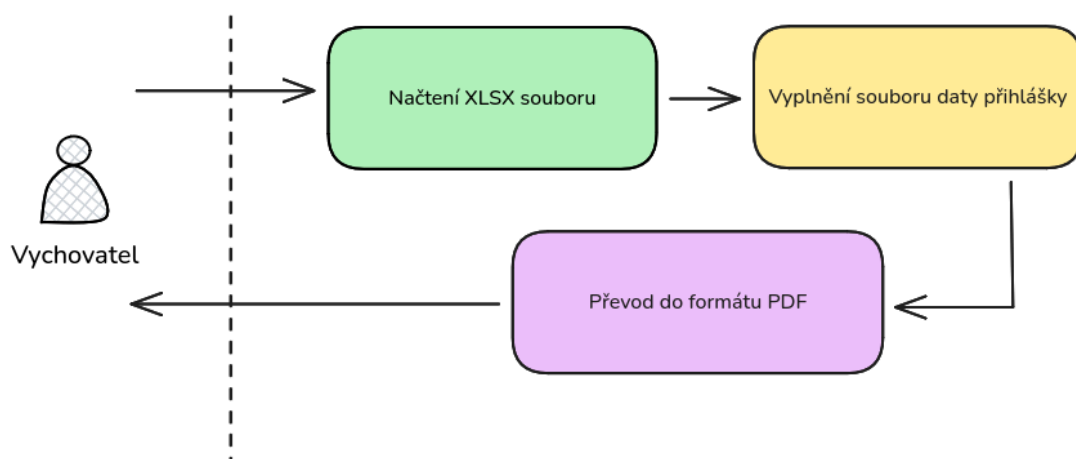 Načtení XLSX souboru
Vyplnění souboru daty přihlášky
Vychovatel
Převod do formátu PDF